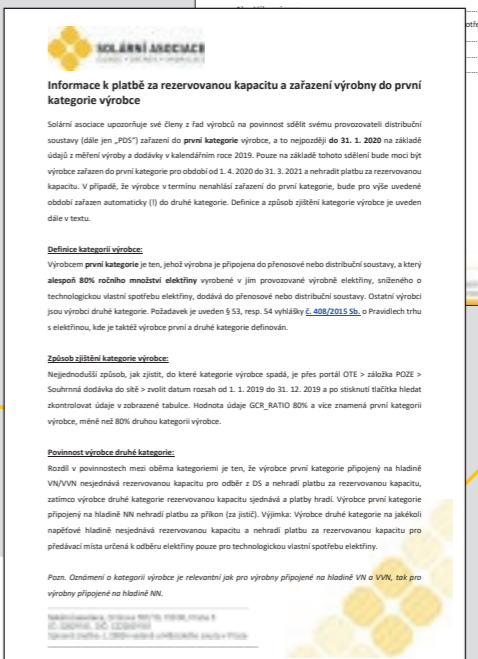 SOLÁRNÍ ASOCIACE
Informace k platbě za rezervovanou kapacitu a zařazení výrobny do první
kategorie výrobce
Solární asociace upozorňuje své členy z řad výrobců na povinnost sdělit svému provozovateli distribuční
soustavy (dále jen „PDS“) zařazení do první kategorie výrobce, a to nejpozději do 31. 1. 2020 na základě
údajů z měření výroby a dodávky v kalendářním roce 2019. Pouze na základě tohoto sdělení bude moci být
výrobce zařazen do první kategorie pro období od 1. 4. 2020 do 31. 3. 2021 a nehradit platbu za rezervovanou
kapacitu. V případě, že výrobce v termínu nenahlásí zařazení do první kategorie, bude pro výše uvedené
období zařazen automaticky (!) do druhé kategorie. Definice a způsob zjištění kategorie výrobce je uveden
dále v textu.
Definice kategorií výrobce:
Výrobcem první kategorie je ten, jehož výrobna je připojena do přenosové nebo distribuční soustavy, a který
alespoň 80% ročního množství elektřiny vyrobené v jím provozované výrobně elektřiny, sníženého o
technologickou vlastní spotřebu elektřiny, dodává do přenosové nebo distribuční soustavy. Ostatní výrobci
jsou výrobci druhé kategorie. Požadavek je uveden § 53, resp. 54 vyhlášky č. 408/2015 Sb. o Pravidlech trhu
s elektřinou, kde je taktéž výrobce první a druhé kategorie definován.
Způsob zjištění kategorie výrobce:
Nejjednodušší způsob, jak zjistit, do které kategorie výrobce spadá, je přes portál OTE > záložka POZE >
Souhrnná dodávka do sítě > zvolit datum rozsah od 1. 1. 2019 do 31. 12. 2019 a po stisknutí tlačítka hledat
zkontrolovat údaje v zobrazené tabulce. Hodnota údaje GCR_RATIO 80% a více znamená první kategorii
výrobce, méně než 80% druhou kategorii výrobce.
Povinnost výrobce druhé kategorie:
Rozdíl v povinnostech mezi oběma kategoriemi je ten, že výrobce první kategorie připojený na hladině
VN/VVN nesjednává rezervovanou kapacitu pro odběr z DS a nehradí platbu za rezervovanou kapacitu,
zatímco výrobce druhé kategorie rezervovanou kapacitu sjednává a platby hradí. Výrobce první kategorie
připojený na hladině NN nehradí platbu za příkon (za jistič). Výjimka: Výrobce druhé kategorie na jakékoli
napěťové hladině nesjednává rezervovanou kapacitu a nehradí platbu za rezervovanou kapacitu pro
předávací místa určená k odběru elektřiny pouze pro technologickou vlastní spotřebu elektřiny.
Pozn. Oznámení o kategorii výrobce je relevantní jak pro výrobny připojené na hladině VN a VVN, tak pro
výrobny připojené na hladině NN.